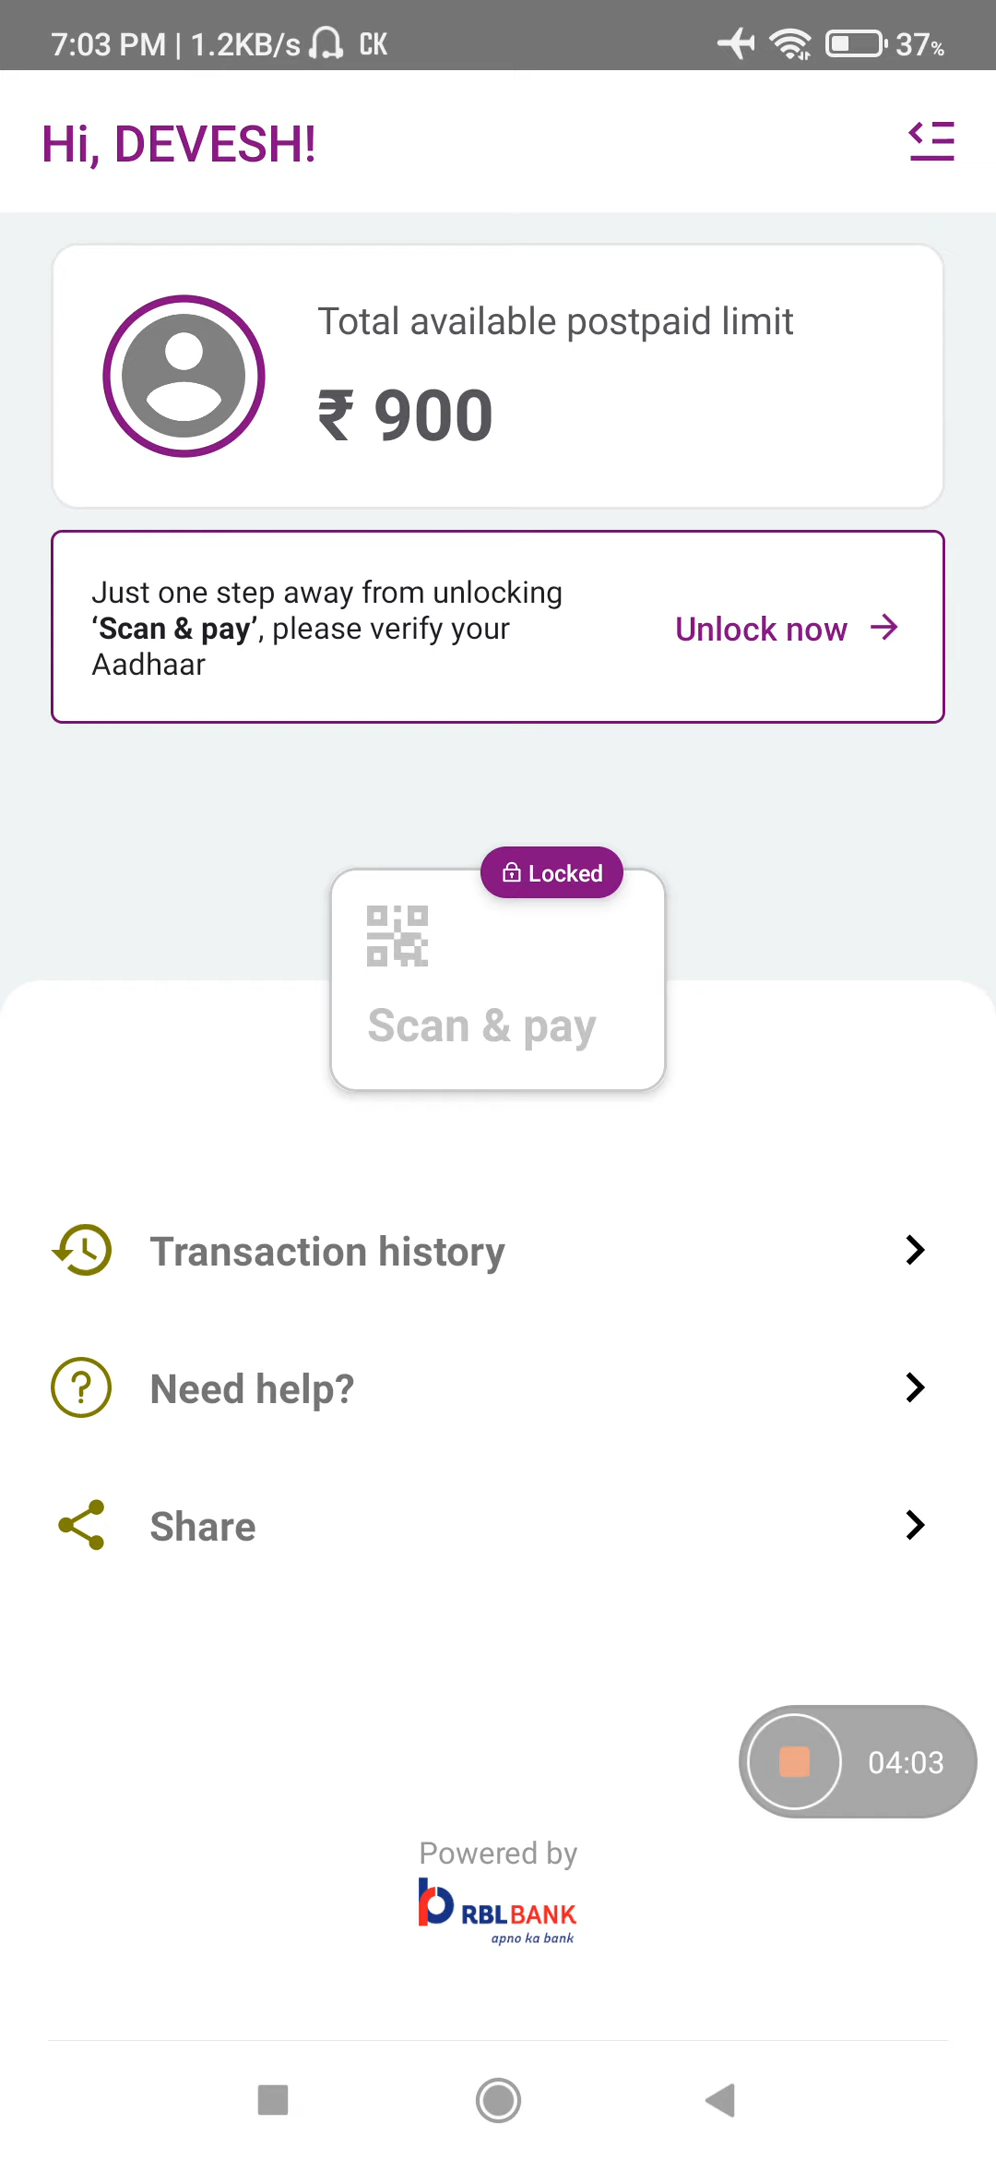 7:03 PM | 1.2KB/s CK 37%
Hi, DEVESH!
Total available postpaid limit
₹ 900
Just one step away from unlocking
‘Scan & pay’, please verify your
Aadhaar
Unlock now →
Locked
Scan & pay
Transaction history
Need help?
Share
04:03
Powered by
RBLBANK
apno ka bank